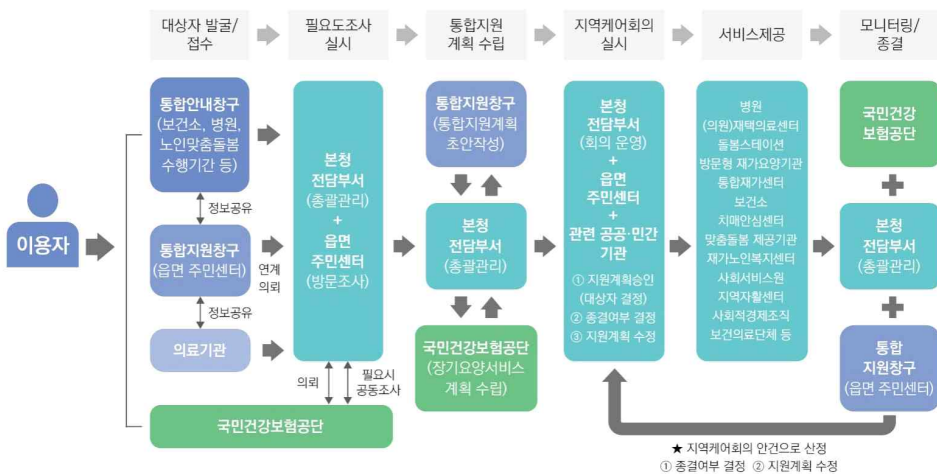 대상자 발굴/
접수
필요도조사
실시
통합지원
계획 수립
지역케어회의
실시
서비스제공
모니터링/
종결
이용자
통합안내창구
(보건소, 병원,
노인맞춤돌봄
수행기간 등)
정보공유
통합지원창구
(읍면 주민센터)
정보공유
의료기관
연계
의뢰
국민건강보험공단
본청
전담부서
(총괄관리)
+
읍면
주민센터
(방문조사)
의뢰
필요시
공동조사
통합지원창구
(통합지원계획
초안작성)
본청
전담부서
(총괄관리)
국민건강보험공단
(장기요양서비스
계획 수립)
본청
전담부서
(회의 운영)
+
읍면
주민센터
+
관련 공공·민간
기관
① 지원계획승인
(대상자 결정)
② 종결여부 결정
③ 지원계획 수정
병원
(의원)재택의료센터
돌봄스테이션
방문형 재가요양기관
통합재가센터
보건소
치매안심센터
맞춤돌봄 제공기관
재가노인복지센터
사회서비스원
지역자활센터
사회적경제조직
보건의료단체 등
국민건강
보험공단
본청
전담부서
(총괄관리)
통합
지원창구
(읍면 주민센터)
★ 지역케어회의 안건으로 산정
① 종결여부 결정 ② 지원계획 수정